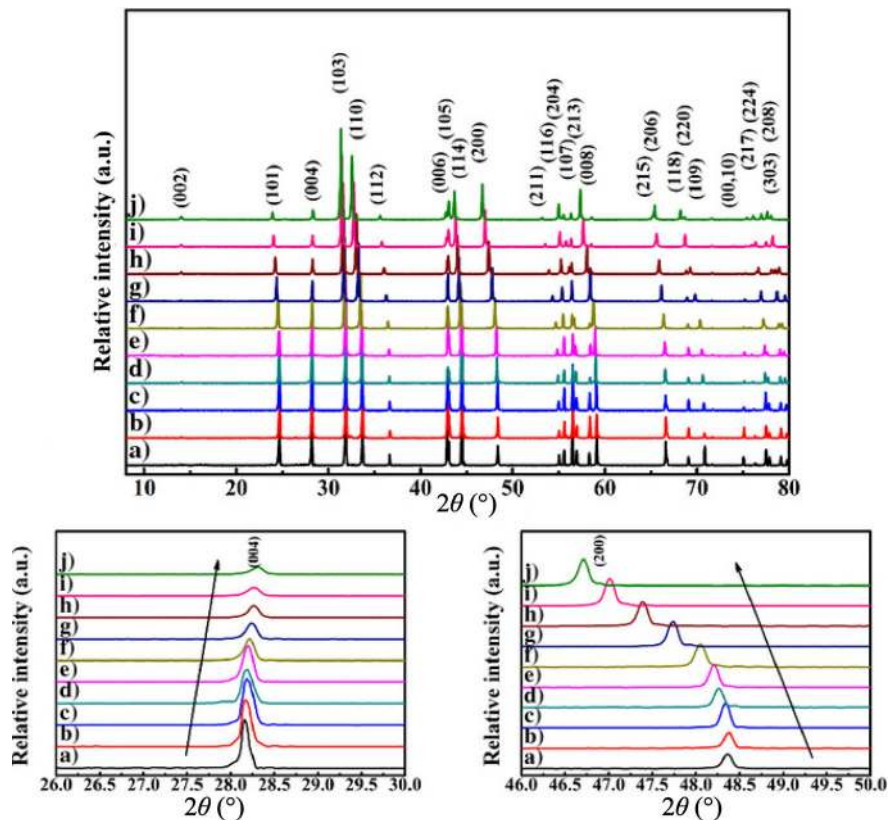 (103)
(110)
(002)
(101)
(004)
(112)
(006)
(105)
(114)
(200)
(211)
(116)
(204)
(107)
(213)
(008)
(215)
(206)
(118)
(220)
(109)
(00,10)
(217)
(224)
(303)
(208)
Relative intensity (a.u.)
j)
i)
h)
g)
f)
e)
d)
c)
b)
a)
10 20 30 40 50 60 70 80
2θ (°)
Relative intensity (a.u.)
(004)
j)
i)
h)
g)
f)
e)
d)
c)
b)
a)
26.0 26.5 27.0 27.5 28.0 28.5 29.0 29.5 30.0
2θ (°)
Relative intensity (a.u.)
(200)
j)
i)
h)
g)
f)
e)
d)
c)
b)
a)
46.0 46.5 47.0 47.5 48.0 48.5 49.0 49.5 50.0
2θ (°)